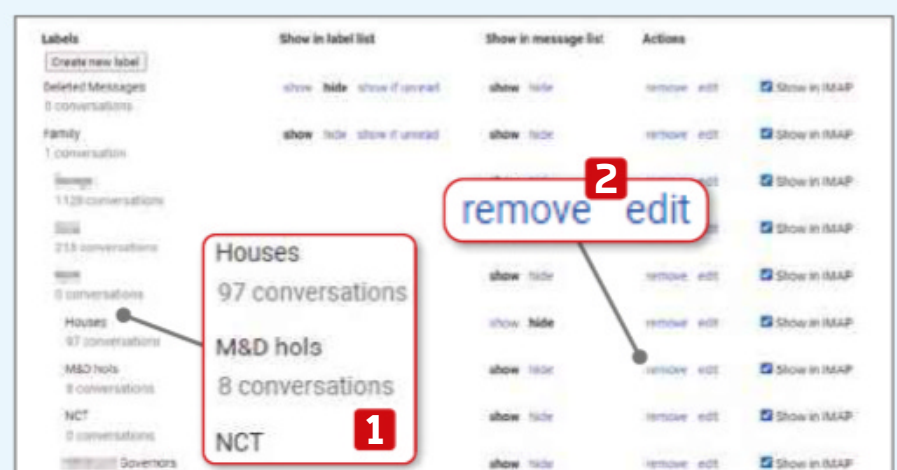 Labels Show in label list Show in message list Actions
Create new label
Deleted Messages show hide show if unread show hide remove edit Show in IMAP
0 conversations
Family show hide show if unread show hide remove edit Show in IMAP
1 conversation
edit Show in IMAP
1128 conversations
2
remove edit
Show in IMAP
218 conversations
show hide remove edit Show in IMAP
0 conversations
Houses show hide remove edit Show in IMAP
97 conversations
M&D hols show hide remove edit Show in IMAP
8 conversations
NCT show hide remove edit Show in IMAP
0 conversations
Governors show hide remove edit Show in IMAP
Houses
97 conversations
M&D hols
8 conversations
NCT
1